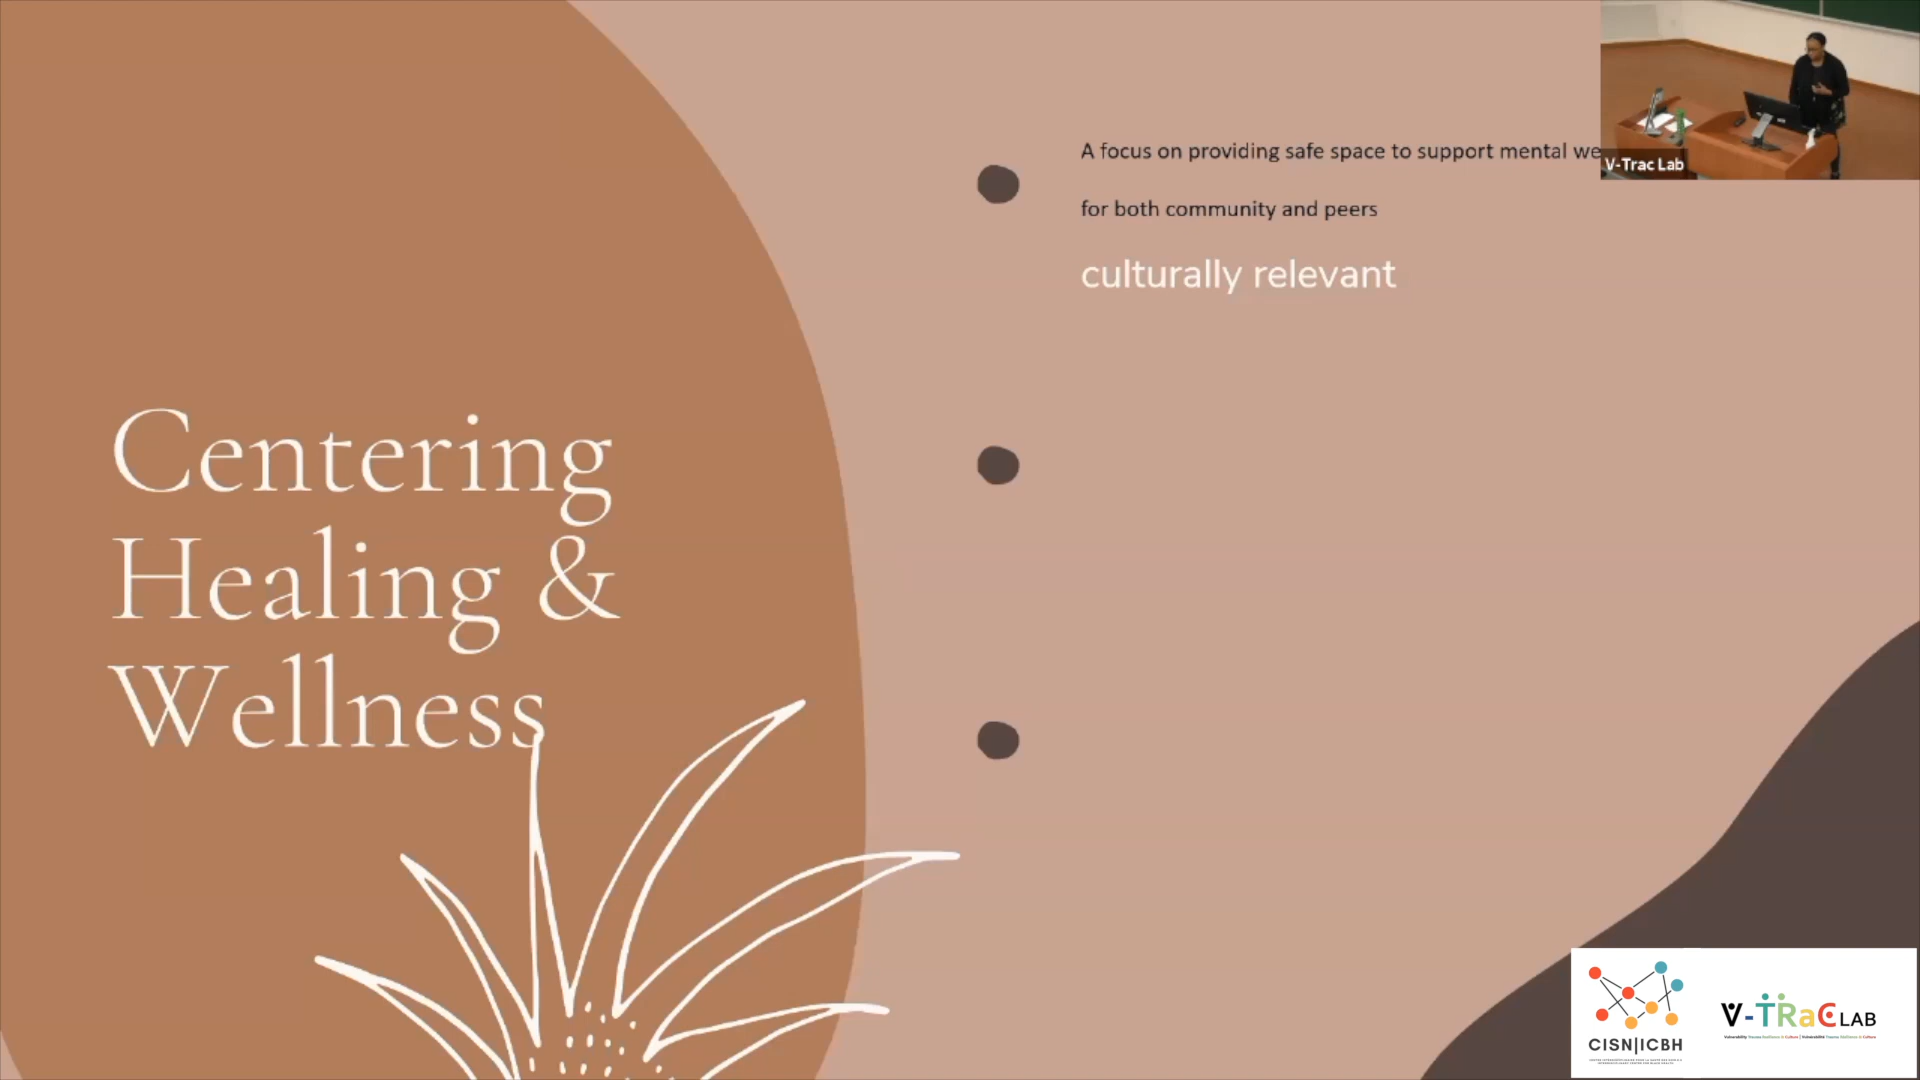 Centering
Healing &
Wellness
A focus on providing safe space to support mental we
for both community and peers
culturally relevant
V-Trac Lab
CISN|ICBH
V-TRaC LAB